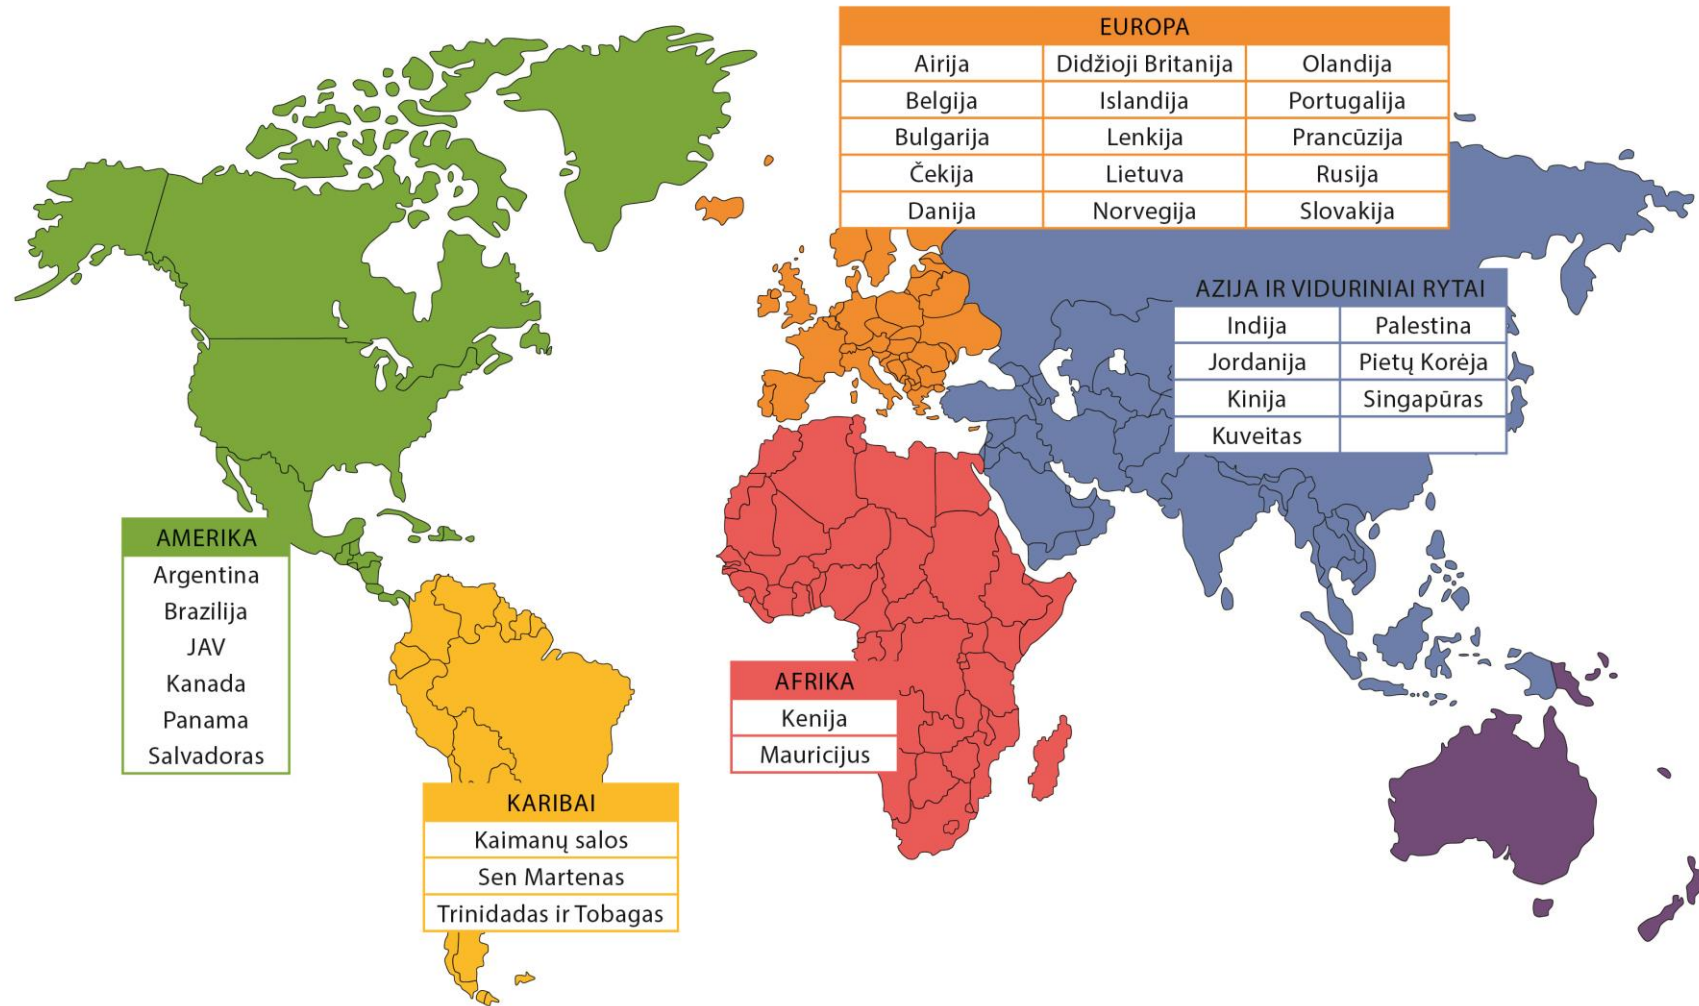 EUROPA
Airija Didžioji Britanija Olandija
Belgija Islandija Portugalija
Bulgarija Lenkija Prancūzija
Čekija Lietuva Rusija
Danija Norvegija Slovakija
AZIJA IR VIDURINIAI RYTAI
Indija Palestina
Jordanija Pietų Korėja
Kinija Singapūras
Kuveitas
AMERIKA
Argentina
Brazilija
JAV
Kanada
Panama
Salvadoras
AFRIKA
Kenija
Mauricijus
KARIBAI
Kaimanų salos
Sen Martenas
Trinidadas ir Tobagas